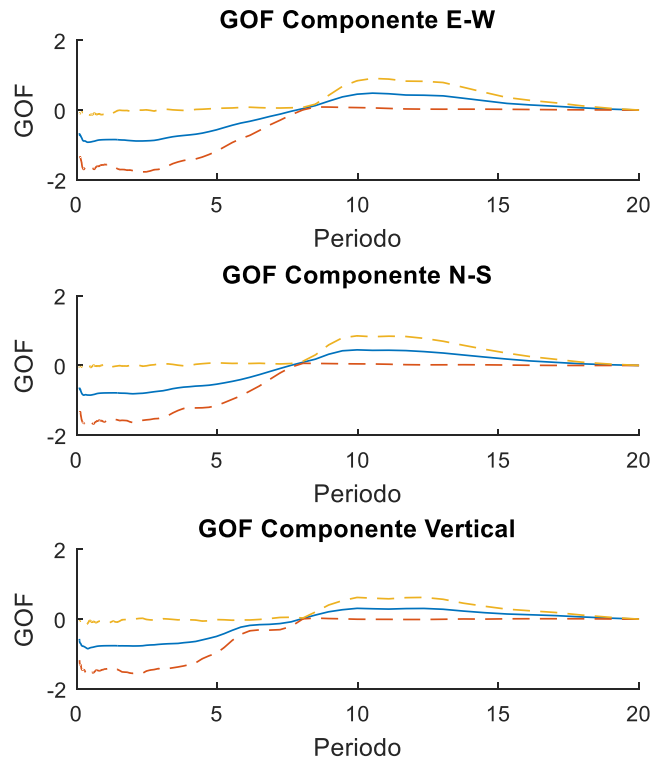 GOF Componente E-W
2
0
-2
GOF
0 5 10 15 20
Periodo
GOF Componente N-S
2
0
-2
GOF
0 5 10 15 20
Periodo
GOF Componente Vertical
2
0
-2
GOF
0 5 10 15 20
Periodo